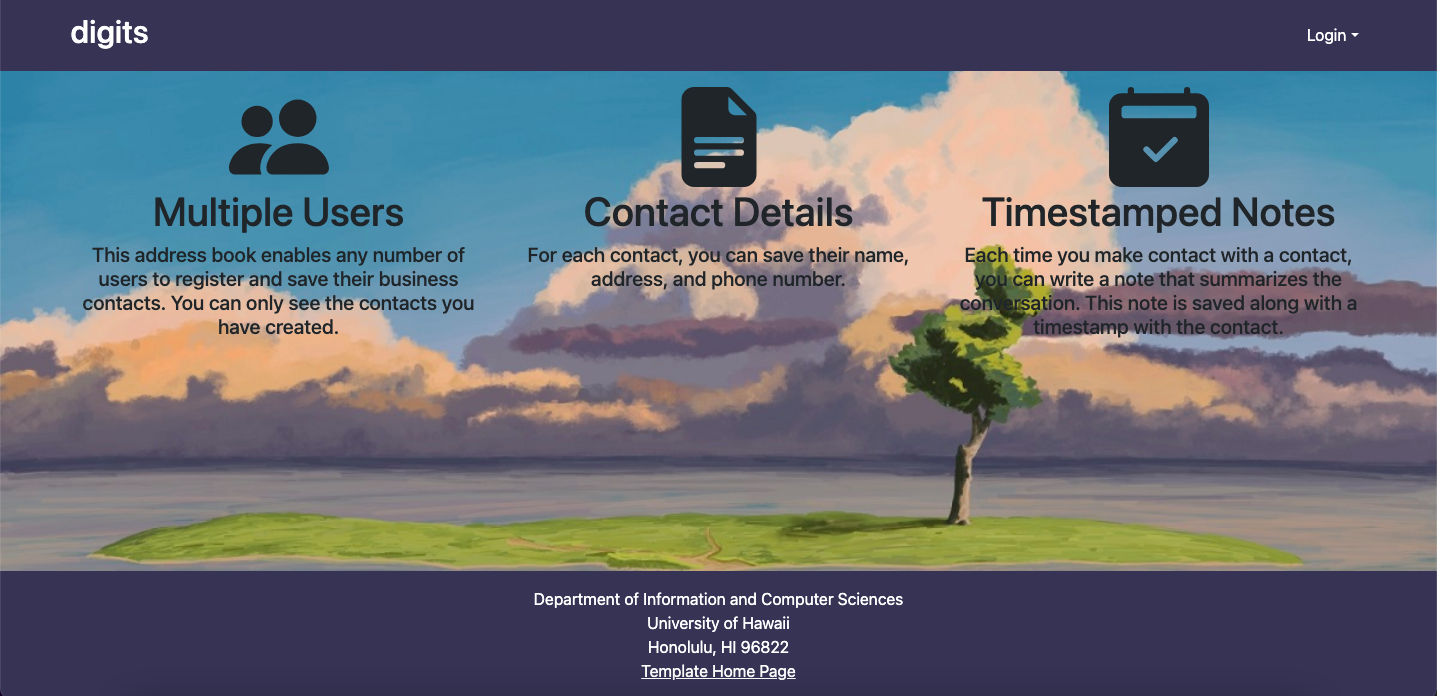 digits
Login
Multiple Users
This address book enables any number of
users to register and save their business
contacts. You can only see the contacts you
have created.
Contact Details
For each contact, you can save their name,
address, and phone number.
Timestamped Notes
Each time you make contact with a contact,
you can write a note that summarizes the
conversation. This note is saved along with a
timestamp with the contact.
Department of Information and Computer Sciences
University of Hawaii
Honolulu, HI 96822
Template Home Page